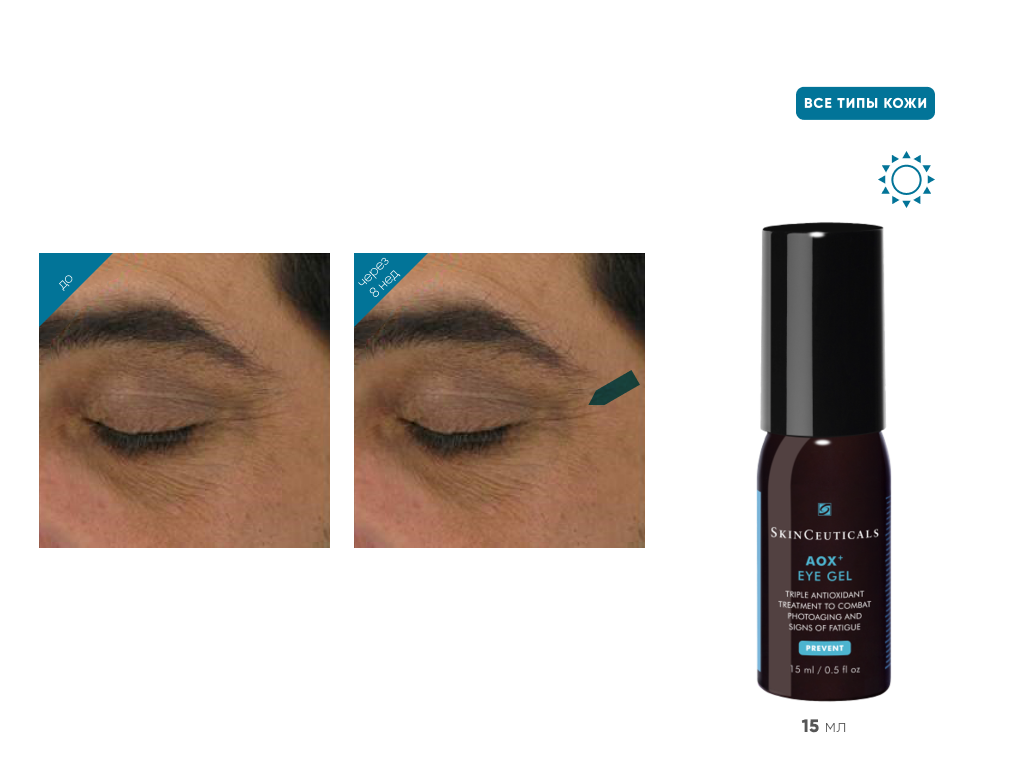 ВСЕ ТИПЫ КОЖИ
до
через
8 нед
SKINCEUTICALS
AOX+
EYE GEL
TRIPLE ANTIOXIDANT
TREATMENT TO COMBAT
PHOTOAGING AND
SIGNS OF FATIGUE
PREVENT
15 ml / 0.5 fl oz
15 мл